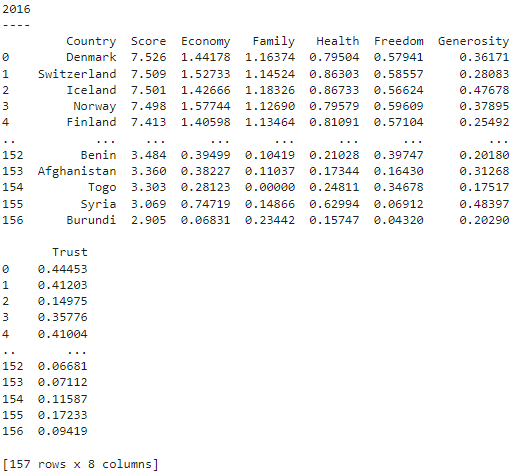 2016
----
Country Score Economy Family Health Freedom Generosity
0 Denmark 7.526 1.44178 1.16374 0.79504 0.57941 0.36171
1 Switzerland 7.509 1.52733 1.14524 0.86303 0.58557 0.28083
2 Iceland 7.501 1.42666 1.18326 0.86733 0.56624 0.47678
3 Norway 7.498 1.57744 1.12690 0.79579 0.59609 0.37895
4 Finland 7.413 1.40598 1.13464 0.81091 0.57104 0.25492
.. ... ... ... ... ... ... ...
152 Benin 3.484 0.39499 0.10419 0.21028 0.39747 0.20180
153 Afghanistan 3.360 0.38227 0.11037 0.17344 0.16430 0.31268
154 Togo 3.303 0.28123 0.00000 0.24811 0.34678 0.17517
155 Syria 3.069 0.74719 0.14866 0.62994 0.06912 0.48397
156 Burundi 2.905 0.06831 0.23442 0.15747 0.04320 0.20290
Trust
0 0.44453
1 0.41203
2 0.14975
3 0.35776
4 0.41004
.. ...
152 0.06681
153 0.07112
154 0.11587
155 0.17233
156 0.09419
[157 rows x 8 columns]